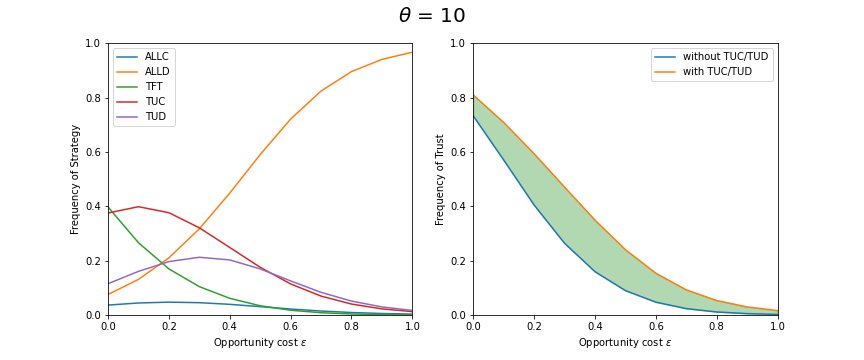 θ = 10
1.0
0.8
0.6
0.4
0.2
0.0
Frequency of Strategy
ALLC
ALLD
TFT
TUC
TUD
0.0 0.2 0.4 0.6 0.8 1.0
Opportunity cost ε
1.0
0.8
0.6
0.4
0.2
0.0
Frequency of Trust
without TUC/TUD
with TUC/TUD
0.0 0.2 0.4 0.6 0.8 1.0
Opportunity cost ε